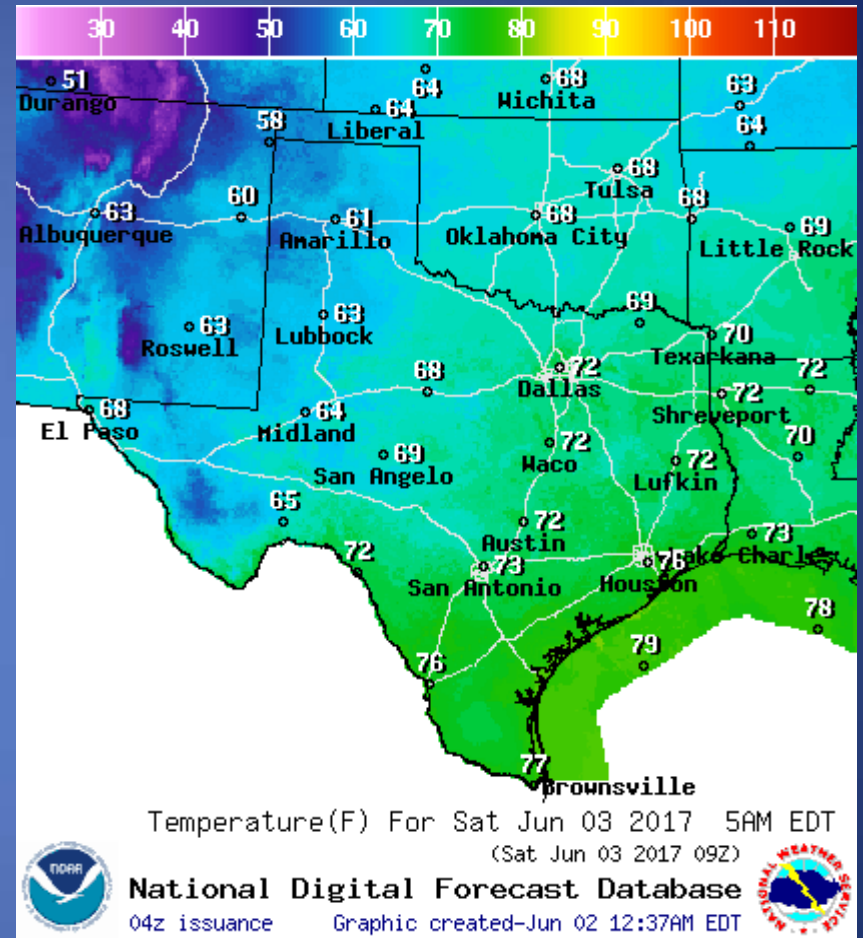 30 40 50 60 70 80 90 100 110
51
Durango
64
68
Wichita
63
64
Liberal
58
64
68
Tulsa
60
63
Albuquerque
61
Amarillo
68
Oklahoma City
68
69
Little Rock
63
Roswell
63
Lubbock
69
70
Texarkana
72
Dallas
68
72
Shreveport
72
68
El Paso
64
Midland
69
San Angelo
72
Waco
72
Lufkin
70
65
72
Austin
73
Lake Charles
72
73
San Antonio
76
Houston
76
79
78
77
Brownsville
Temperature(F) For Sat Jun 03 2017 5AM EDT
(Sat Jun 03 2017 09Z)
National Digital Forecast Database
04z issuance Graphic created-Jun 02 12:37AM EDT
NOAA
NATIONAL WEATHER SERVICE